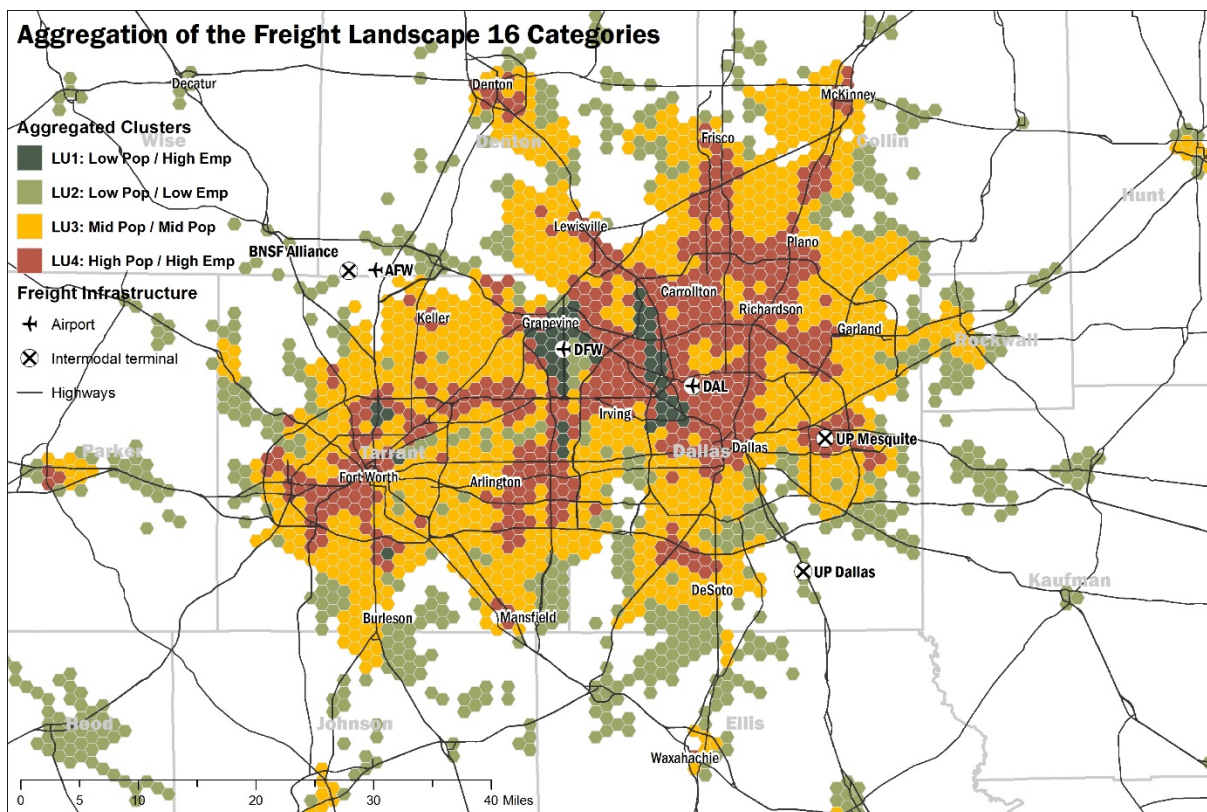 Aggregation of the Freight Landscape 16 Categories
Decatur
Denton
McKinney
Aggregated Clusters
Wise
Denton
Frisco
Collin
LU1: Low Pop / High Emp
LU2: Low Pop / Low Emp
Hunt
LU3: Mid Pop / Mid Pop
Lewisville
Plano
LU4: High Pop / High Emp
BNSF Alliance
AFW
Freight Infrastructure
Carrollton
Richardson
Airport
Keller
Grapevine
Garland
Rockwall
Intermodal terminal
DFW
Highways
DAL
Irving
UP Mesquite
Parker
Tarrant
Dallas
Dallas
Fort Worth
Arlington
UP Dallas
Kaufman
DeSoto
Burleson
Mansfield
Hood
Johnson
Ellis
Waxahachie
0 5 10 20 30 40 Miles